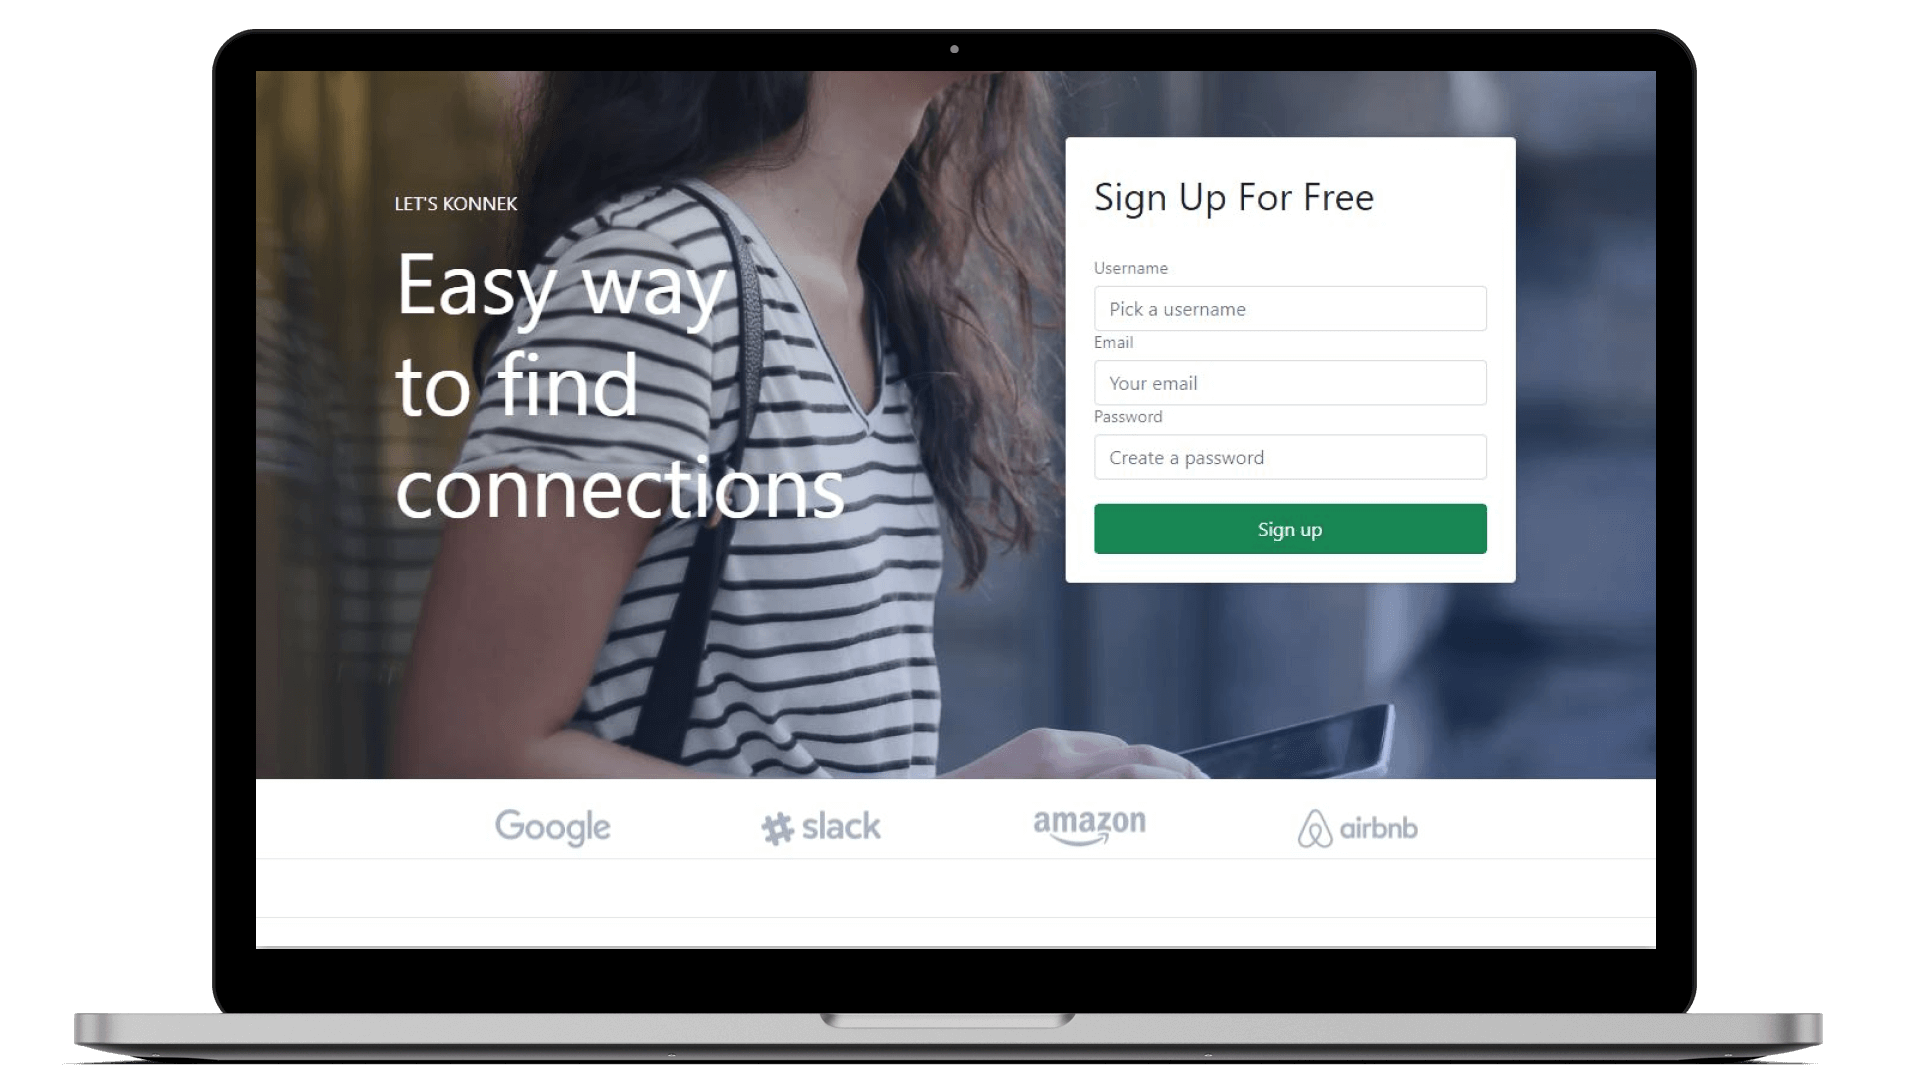 LET'S KONNEK
Easy way
to find
connections
Sign Up For Free
Username
Pick a username
Email
Your email
Password
Create a password
Sign up
Google
slack
amazon
airbnb